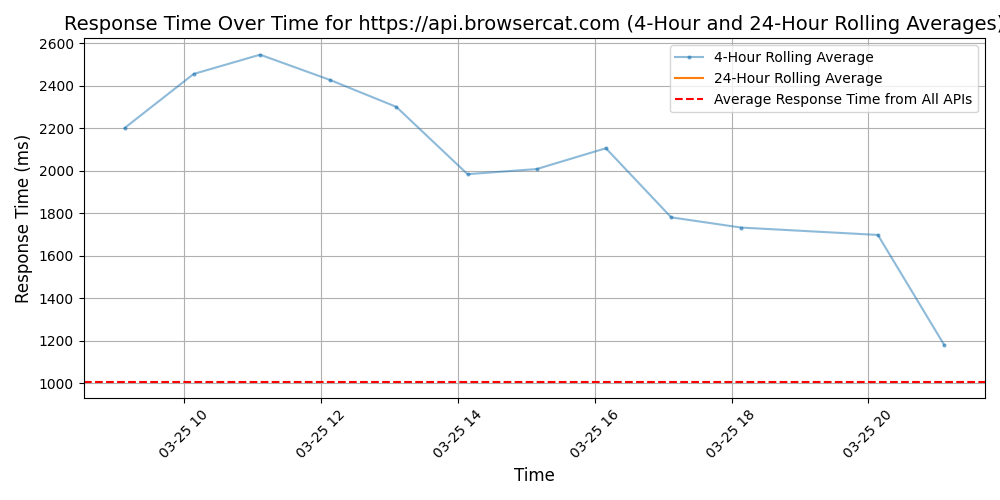 Response Time Over Time for https://api.browsercat.com (4-Hour and 24-Hour Rolling Averages)
4-Hour Rolling Average
24-Hour Rolling Average
Average Response Time from All APIs
Response Time (ms)
2600
2400
2200
2000
1800
1600
1400
1200
1000
03-25 10
03-25 12
03-25 14
03-25 16
03-25 18
03-25 20
Time